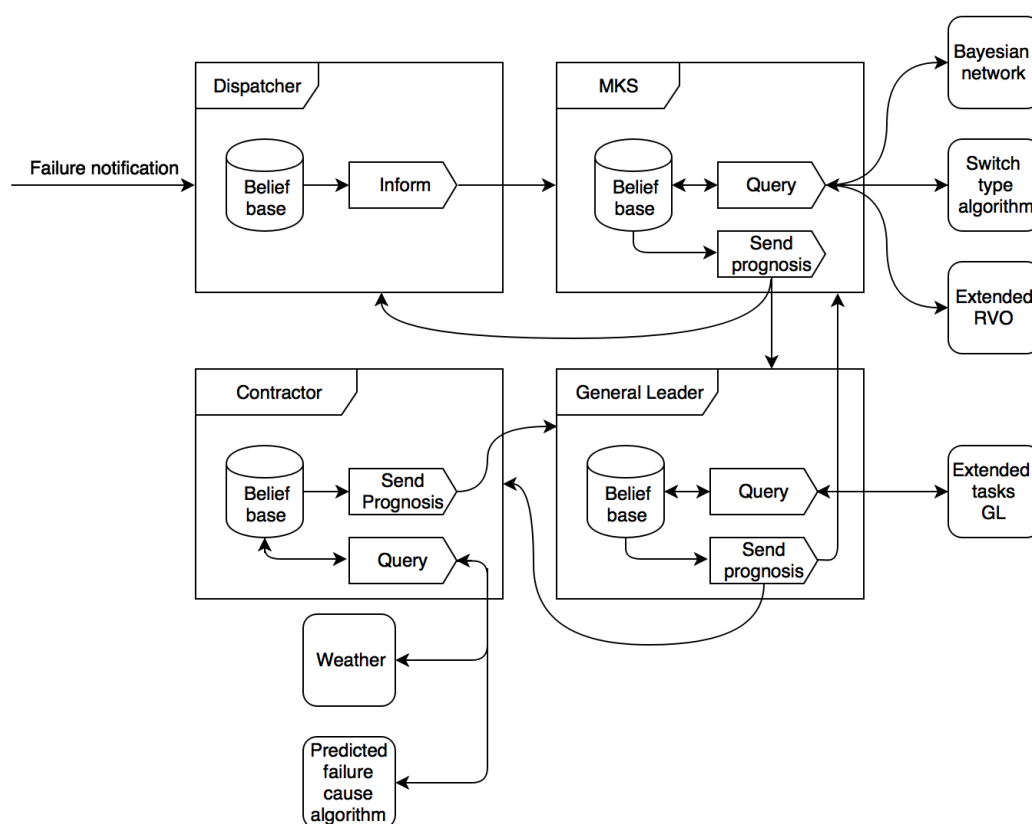 Failure notification
Dispatcher
Belief
base
Inform
MKS
Belief
base
Query
Send
prognosis
Bayesian
network
Switch
type
algorithm
Extended
RVO
Contractor
Belief
base
Send
Prognosis
Query
General Leader
Belief
base
Query
Send
prognosis
Extended
tasks
GL
Weather
Predicted
failure
cause
algorithm